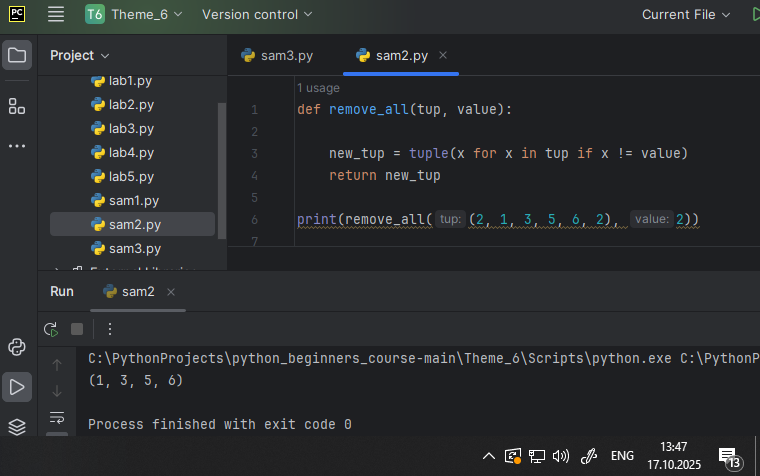 PC T6 Theme_6 Version control Current File
Project
sam3.py sam2.py
lab1.py
lab2.py
lab3.py
lab4.py
lab5.py
sam1.py
sam2.py
sam3.py
1 usage
1 def remove_all(tup, value):
2
3 new_tup = tuple(x for x in tup if x != value)
4 return new_tup
5
6 print(remove_all( tup: (2, 1, 3, 5, 6, 2), value: 2))
7
Run sam2
C:\PythonProjects\python_beginners_course-main\Theme_6\Scripts\python.exe C:\PythonP
(1, 3, 5, 6)
Process finished with exit code 0
ENG
13:47
17.10.2025
13